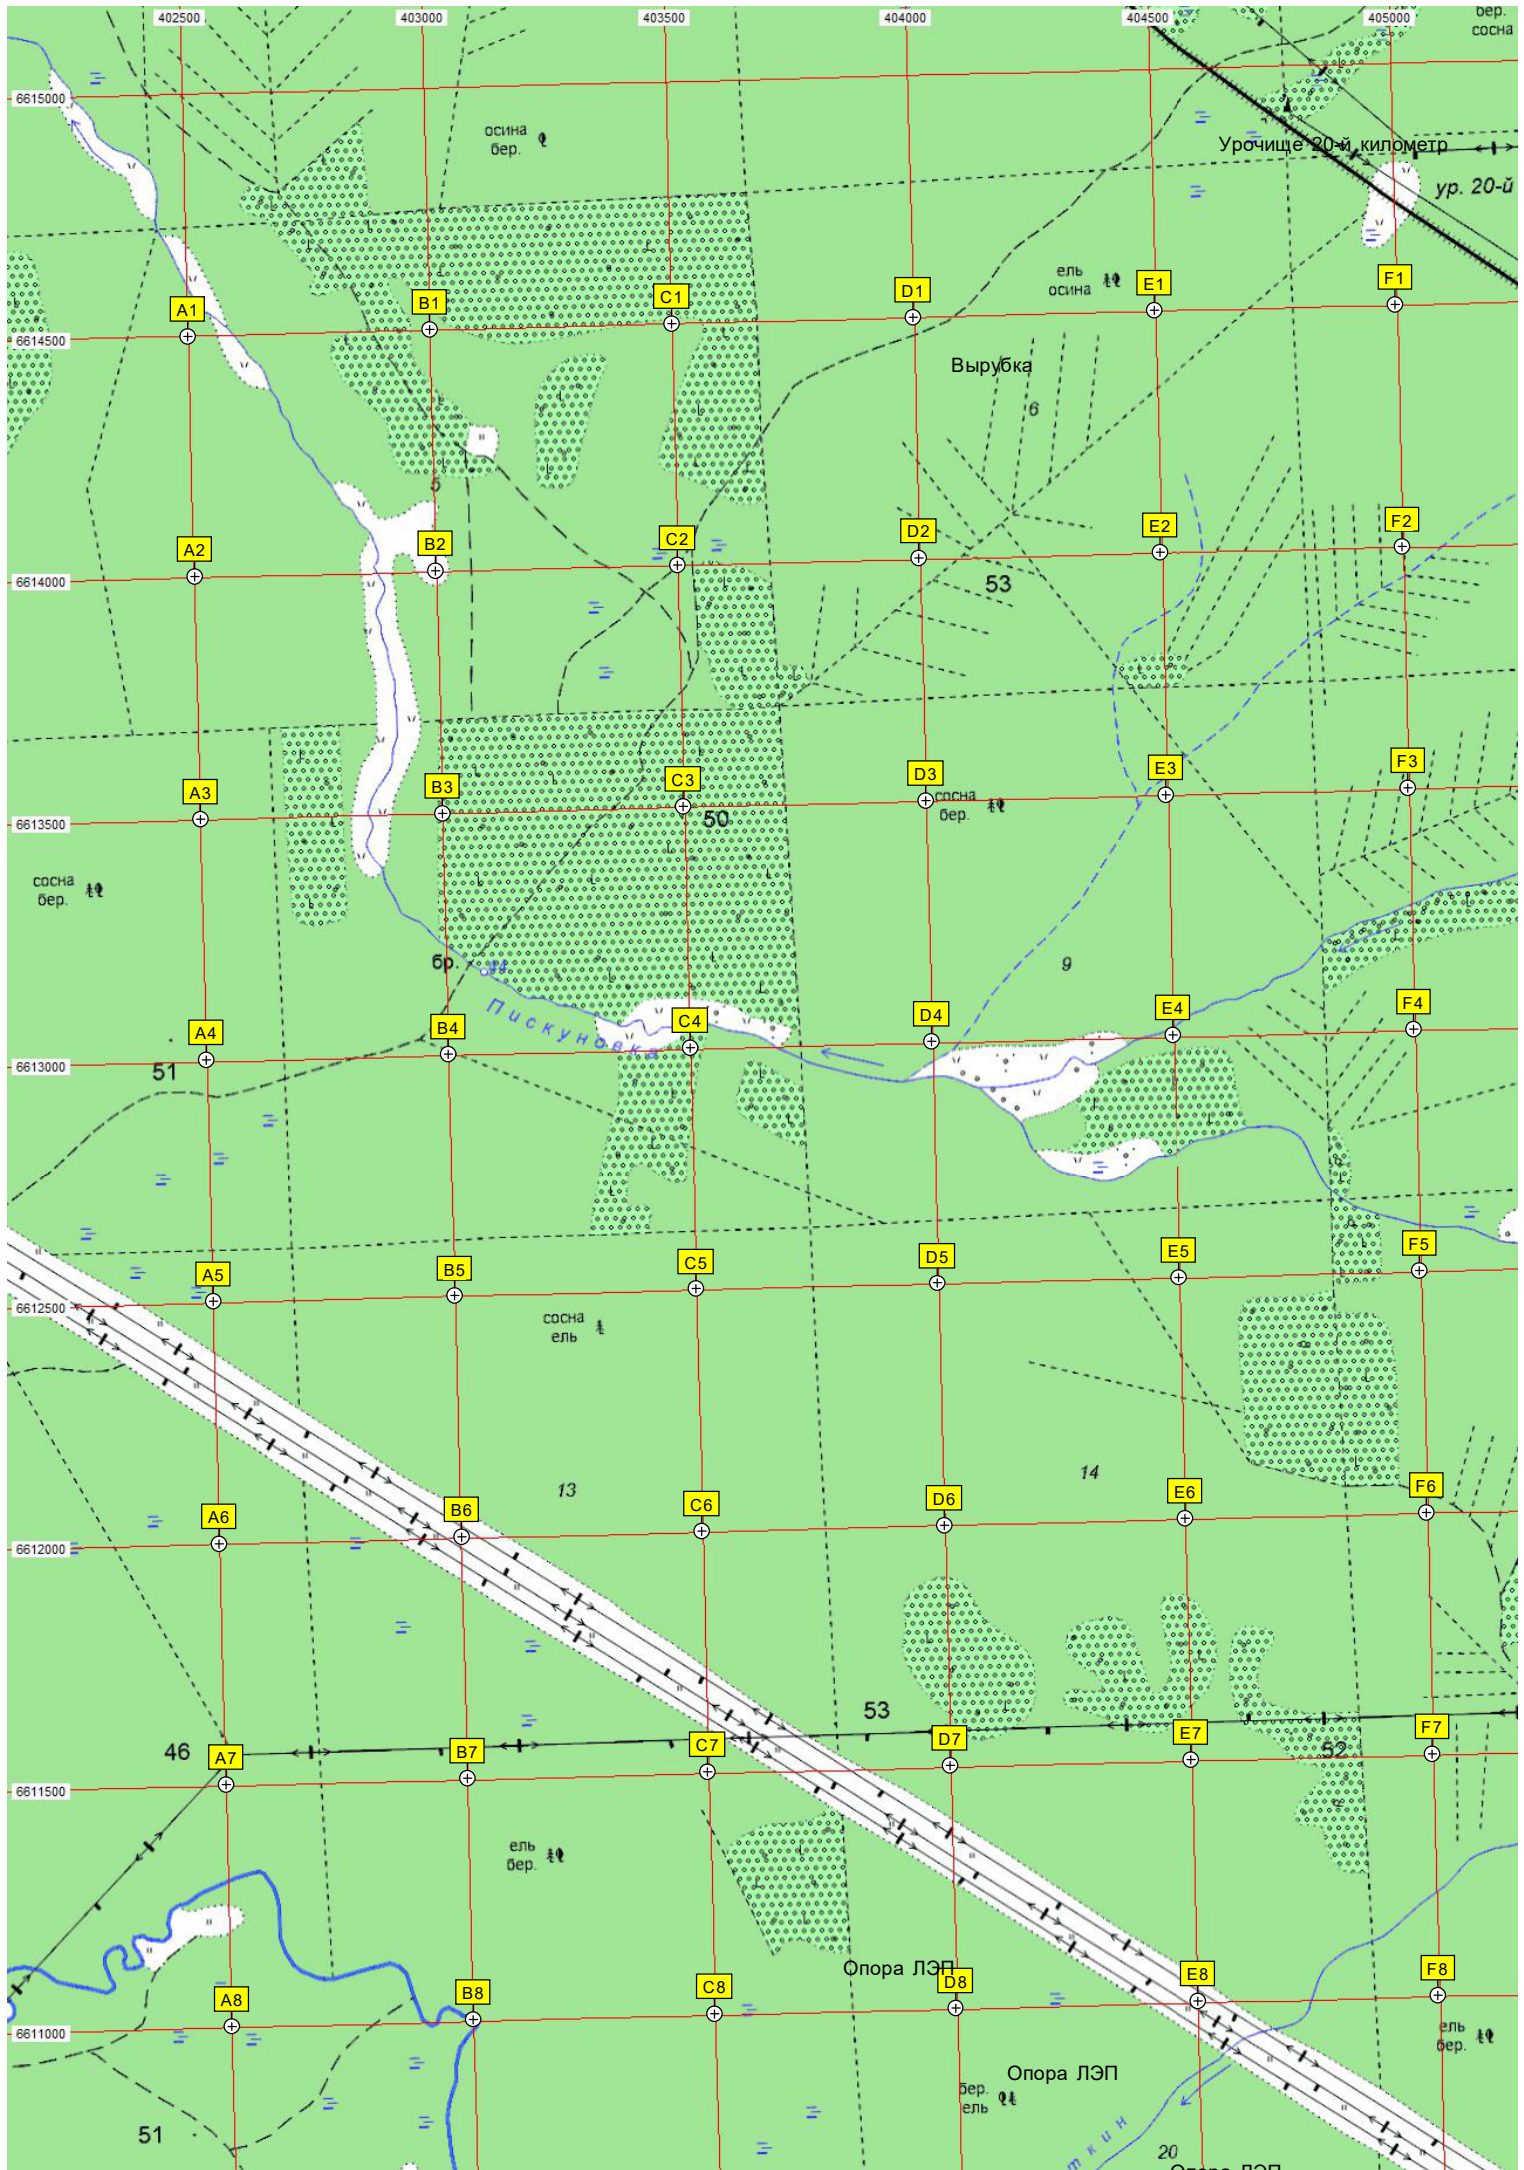 402500 403000 403500 404000 404500 405000
бер.
сосна
6615000
осина
бер.
Урочище 20-й километр
ур. 20-й
ель
осина
A1 B1 C1 D1 E1 F1
6614500
Вырубка
6
5
A2 B2 C2 D2 E2 F2
6614000
53
A3 B3 C3 D3 E3 F3
6613500
50
сосна
бер.
сосна
бер.
бр.
9
Пискуновка
A4 B4 C4 D4 E4 F4
6613000
51
A5 B5 C5 D5 E5 F5
6612500
сосна
ель
13
14
A6 B6 C6 D6 E6 F6
6612000
53
46
52
A7 B7 C7 D7 E7 F7
6611500
ель
бер.
Опора ЛЭП
A8 B8 C8 D8 E8 F8
6611000
ель
бер.
Опора ЛЭП
бер.
ель
51
ткин
20
Опора ЛЭП